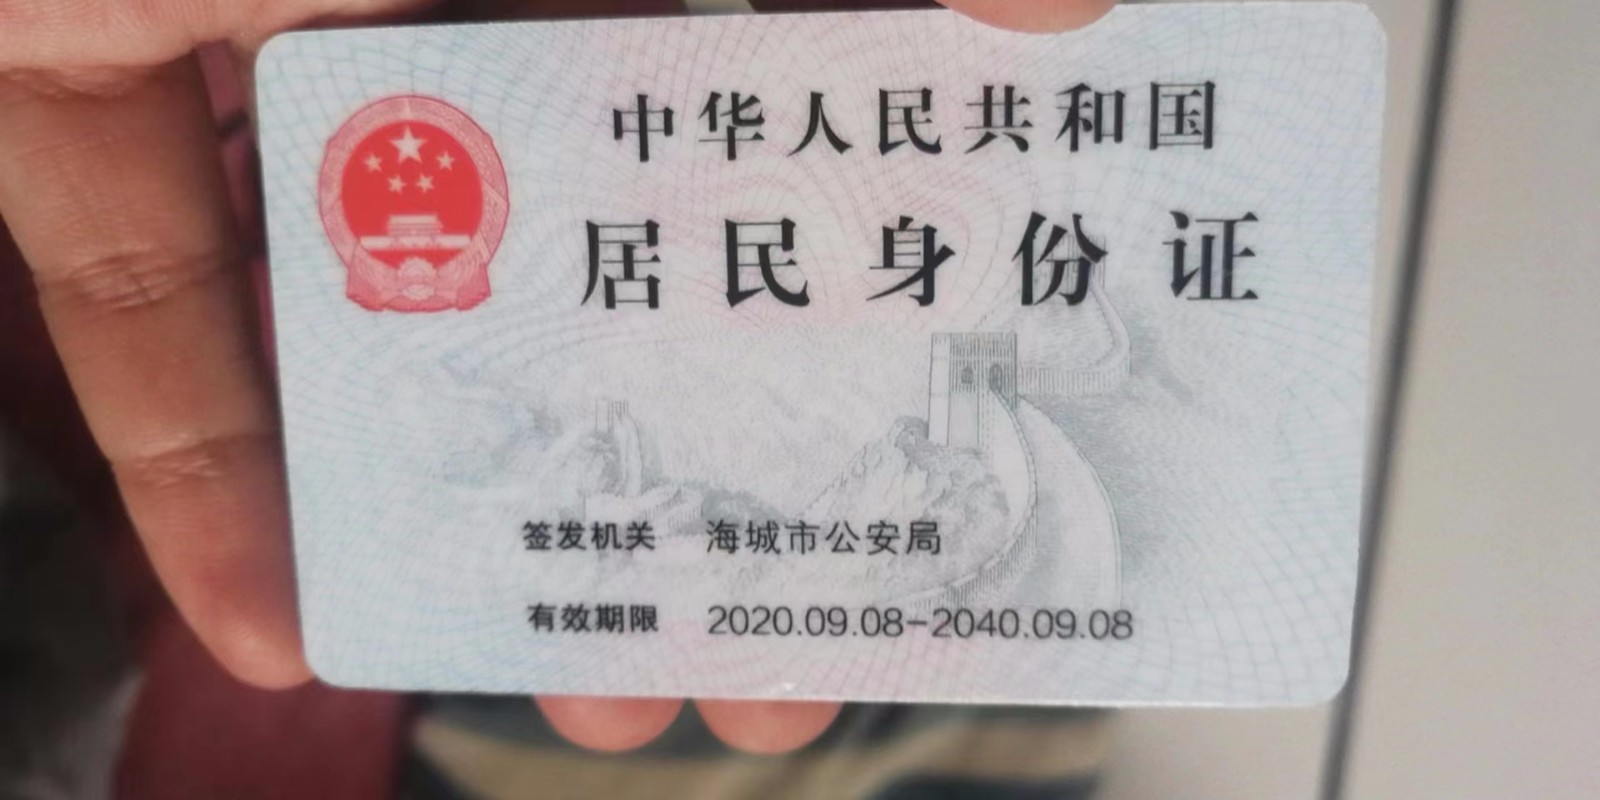 中华人民共和国
居民身份证
签发机关 海城市公安局
有效期限 2020.09.08-2040.09.08